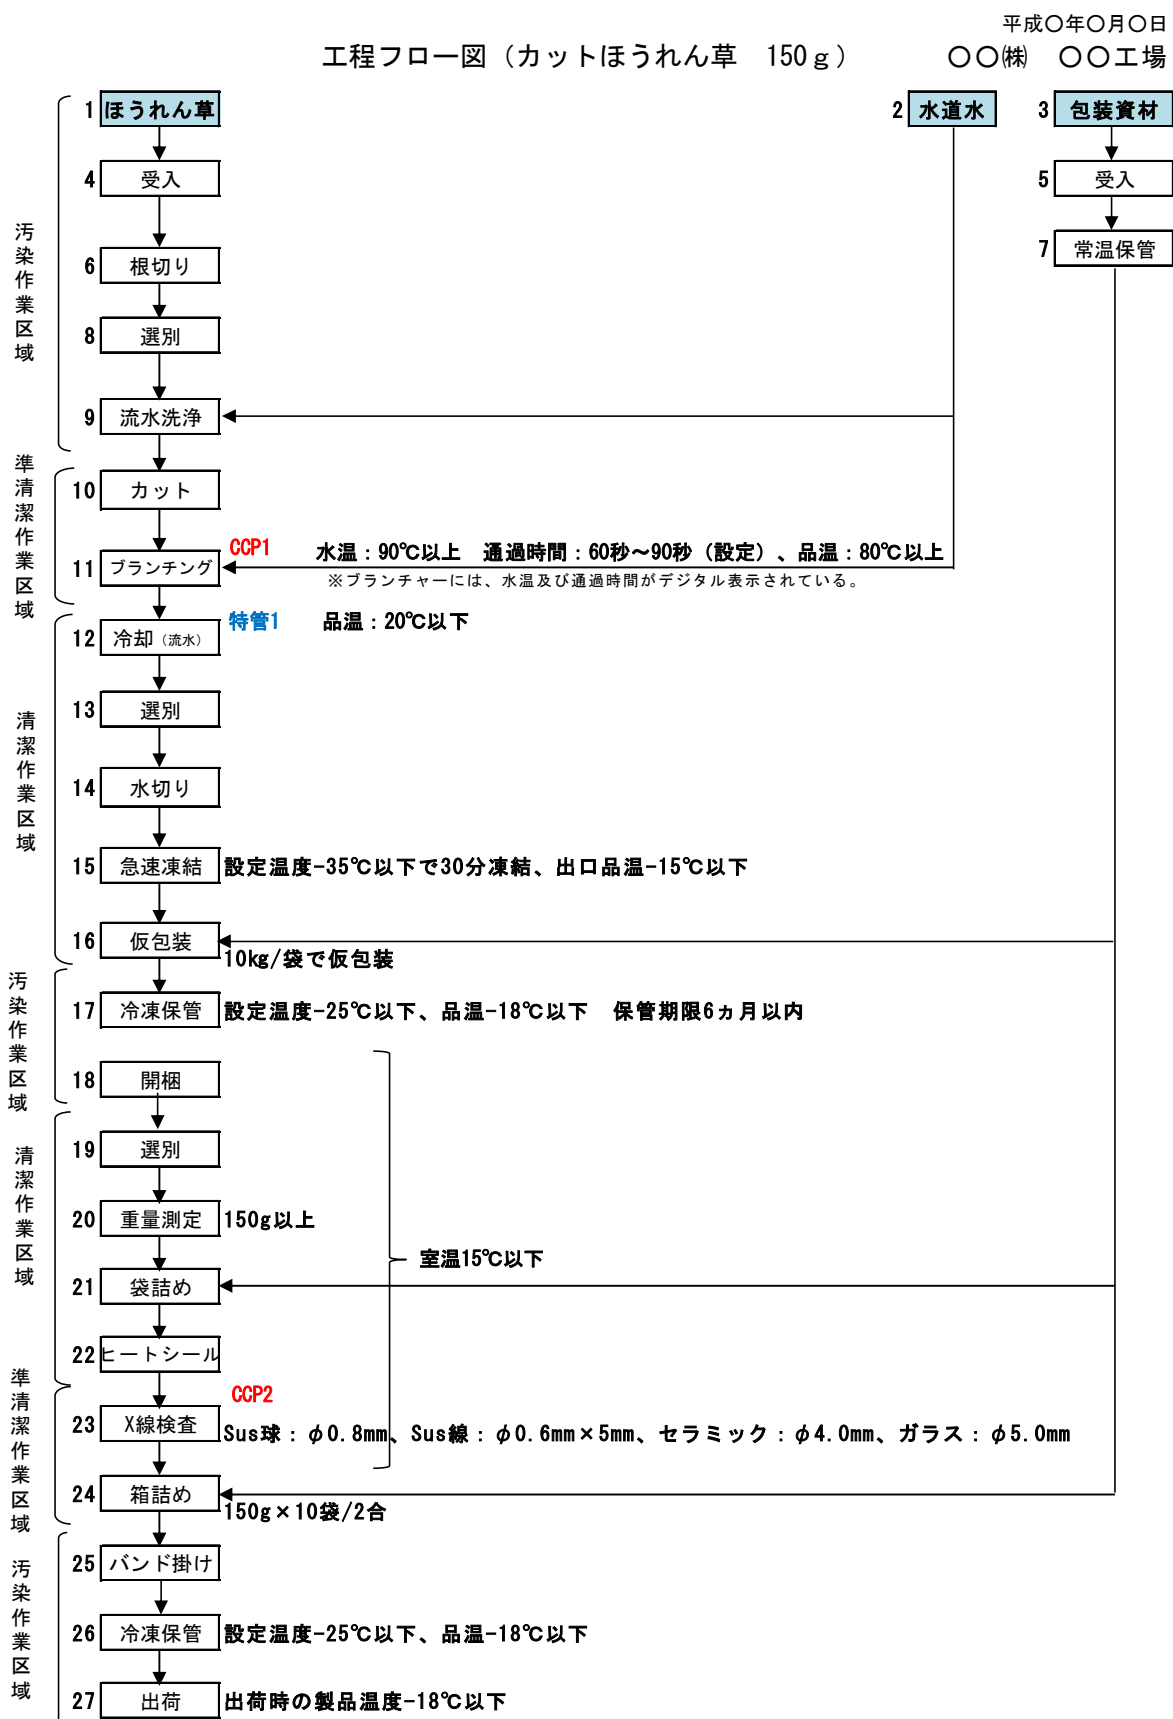 平成〇年〇月〇日
工程フロー図（カットほうれん草　150ｇ）　〇〇㈱　〇〇工場
1 ほうれん草
2 水道水
3 包装資材
4 受入
5 受入
6 根切り
7 常温保管
8 選別
9 流水洗浄
汚染作業区域
10 カット
CCP1
11 ブランチング
水温：90℃以上　通過時間：60秒～90秒（設定）、品温：80℃以上
※ブランチャーには、水温及び通過時間がデジタル表示されている。
準清潔作業区域
12 冷却（流水）
特管1　品温：20℃以下
13 選別
14 水切り
15 急速凍結
設定温度-35℃以下で30分凍結、出口品温-15℃以下
16 仮包装
10kg/袋で仮包装
清潔作業区域
17 冷凍保管
設定温度-25℃以下、品温-18℃以下　保管期限6ヵ月以内
18 開梱
汚染作業区域
19 選別
20 重量測定
150g以上
室温15℃以下
21 袋詰め
22 ヒートシール
清潔作業区域
CCP2
23 X線検査
Sus球：φ0.8mm、Sus線：φ0.6mm×5mm、セラミック：φ4.0mm、ガラス：φ5.0mm
24 箱詰め
150g×10袋/2合
準清潔作業区域
25 バンド掛け
26 冷凍保管
設定温度-25℃以下、品温-18℃以下
27 出荷
出荷時の製品温度-18℃以下
汚染作業区域